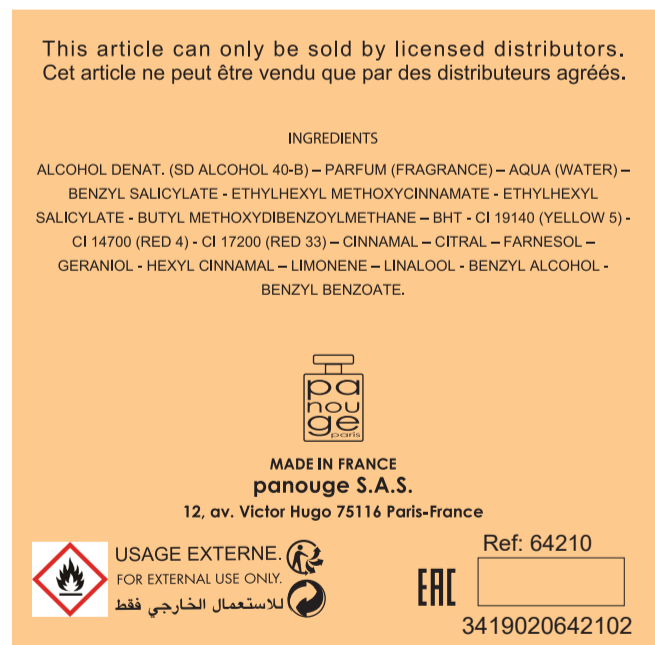 This article can only be sold by licensed distributors.
Cet article ne peut être vendu que par des distributeurs agréés.
INGREDIENTS
ALCOHOL DENAT. (SD ALCOHOL 40-B) – PARFUM (FRAGRANCE) – AQUA (WATER) –
BENZYL SALICYLATE - ETHYLHEXYL METHOXYCINNAMATE - ETHYLHEXYL
SALICYLATE - BUTYL METHOXYDIBENZOYLMETHANE – BHT - CI 19140 (YELLOW 5) -
CI 14700 (RED 4) - CI 17200 (RED 33) – CINNAMAL – CITRAL – FARNESOL –
GERANIOL - HEXYL CINNAMAL – LIMONENE – LINALOOL - BENZYL ALCOHOL -
BENZYL BENZOATE.
pa
nou
ge
paris
MADE IN FRANCE
panouge S.A.S.
12, av. Victor Hugo 75116 Paris-France
USAGE EXTERNE.
FOR EXTERNAL USE ONLY.
للاستعمال الخارجي فقط
EAC
Ref: 64210
3419020642102